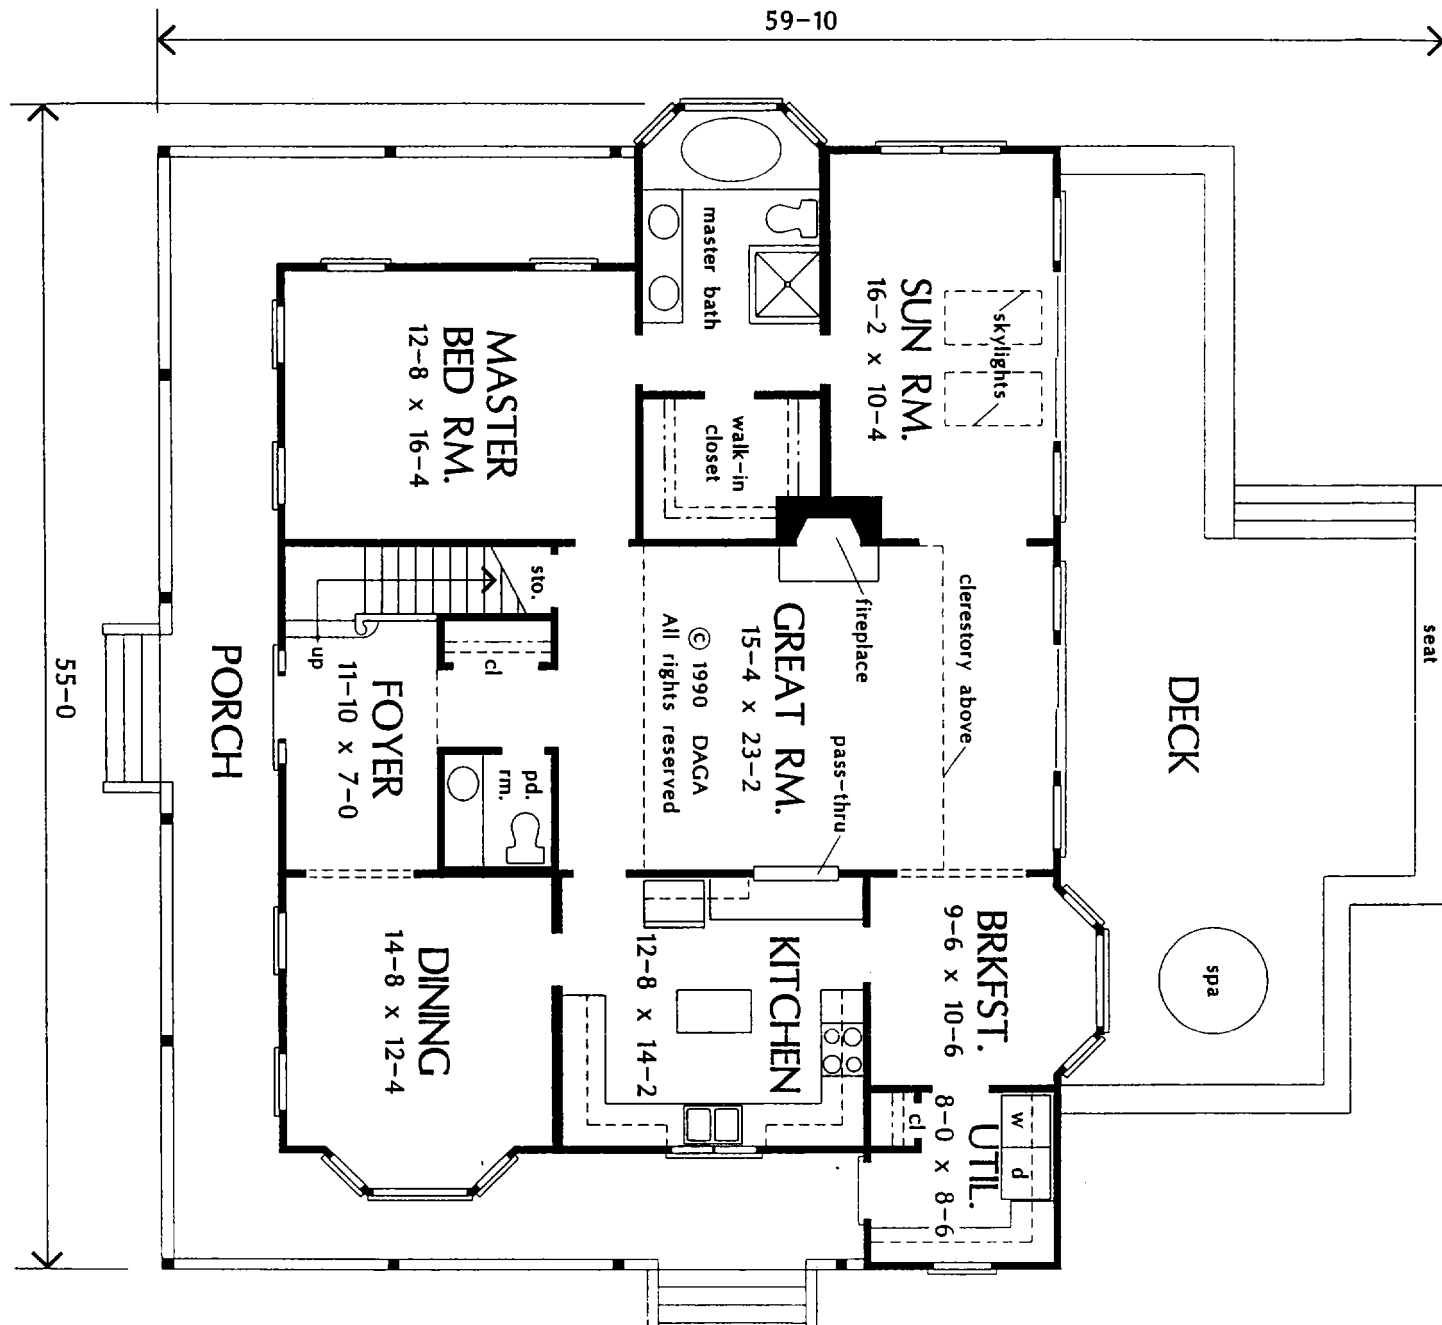 59-10
seat
DECK
spa
SUN RM.
16-2 x 10-4
skylights
master bath
walk-in
closet
MASTER
BED RM.
12-8 x 16-4
clerestory above
fireplace
GREAT RM.
15-4 x 23-2
© 1990 DAGA
All rights reserved
pass-thru
BRKFST.
9-6 x 10-6
w
d
UTIL.
8-0 x 8-6
cl
KITCHEN
12-8 x 14-2
sto.
cl
pd.
rm.
up
FOYER
11-10 x 7-0
DINING
14-8 x 12-4
PORCH
55-0